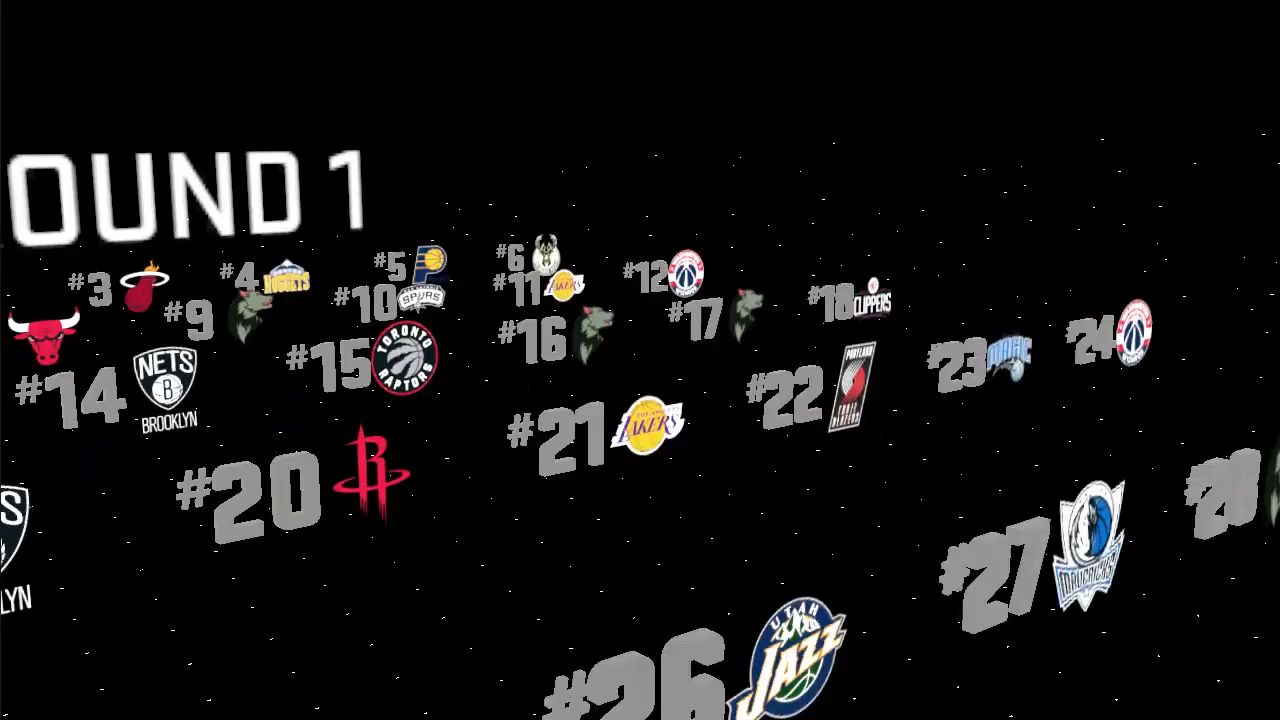 OUND 1
#3
#4 NUGGETS
#5
#6
#12
#9
#10 SPURS
#11 LAKERS
#14 NETS
BROOKLYN
#15 TORONTO RAPTORS
#16
#17
#18 CLIPPERS
#20
#21 LAKERS
#22 PORTLAND
TRAIL BLAZERS
#23 MAGIC
#24
S
LYN
#26 UTAH
JAZZ
#27 MAVERICKS
#28